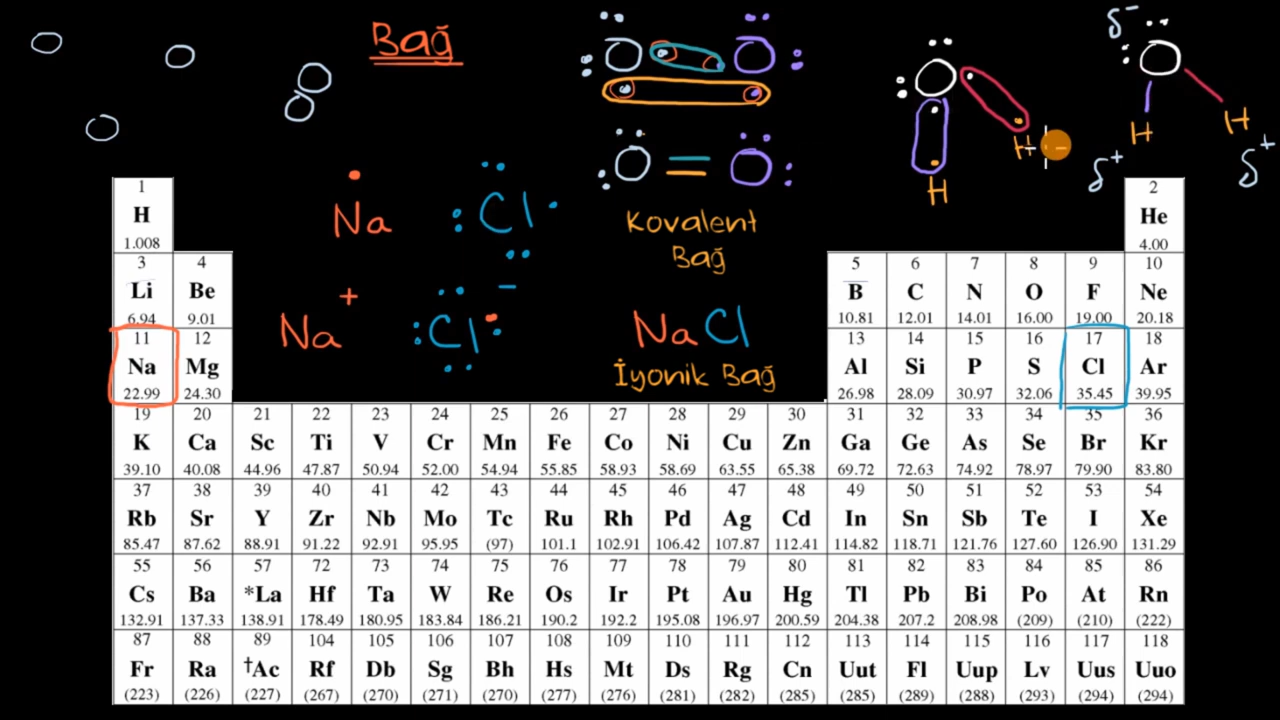 Bağ
O O
O = O
Kovalent
Bağ
Na Cl
Na+ Cl−
NaCl
İyonik Bağ
O
H H
δ−
O
H H
δ+ δ+
1 2
H He
1.008 4.00
3 4 5 6 7 8 9 10
Li Be B C N O F Ne
6.94 9.01 10.81 12.01 14.01 16.00 19.00 20.18
11 12 13 14 15 16 17 18
Na Mg Al Si P S Cl Ar
22.99 24.30 26.98 28.09 30.97 32.06 35.45 39.95
19 20 21 22 23 24 25 26 27 28 29 30 31 32 33 34 35 36
K Ca Sc Ti V Cr Mn Fe Co Ni Cu Zn Ga Ge As Se Br Kr
39.10 40.08 44.96 47.87 50.94 52.00 54.94 55.85 58.93 58.69 63.55 65.38 69.72 72.63 74.92 78.97 79.90 83.80
37 38 39 40 41 42 43 44 45 46 47 48 49 50 51 52 53 54
Rb Sr Y Zr Nb Mo Tc Ru Rh Pd Ag Cd In Sn Sb Te I Xe
85.47 87.62 88.91 91.22 92.91 95.95 (97) 101.1 102.91 106.42 107.87 112.41 114.82 118.71 121.76 127.60 126.90 131.29
55 56 57 72 73 74 75 76 77 78 79 80 81 82 83 84 85 86
Cs Ba *La Hf Ta W Re Os Ir Pt Au Hg Tl Pb Bi Po At Rn
132.91 137.33 138.91 178.49 180.95 183.84 186.21 190.2 192.2 195.08 196.97 200.59 204.38 207.2 208.98 (209) (210) (222)
87 88 89 104 105 106 107 108 109 110 111 112 113 114 115 116 117 118
Fr Ra †Ac Rf Db Sg Bh Hs Mt Ds Rg Cn Uut Fl Uup Lv Uus Uuo
(223) (226) (227) (267) (270) (271) (270) (277) (276) (281) (282) (285) (285) (289) (288) (293) (294) (294)